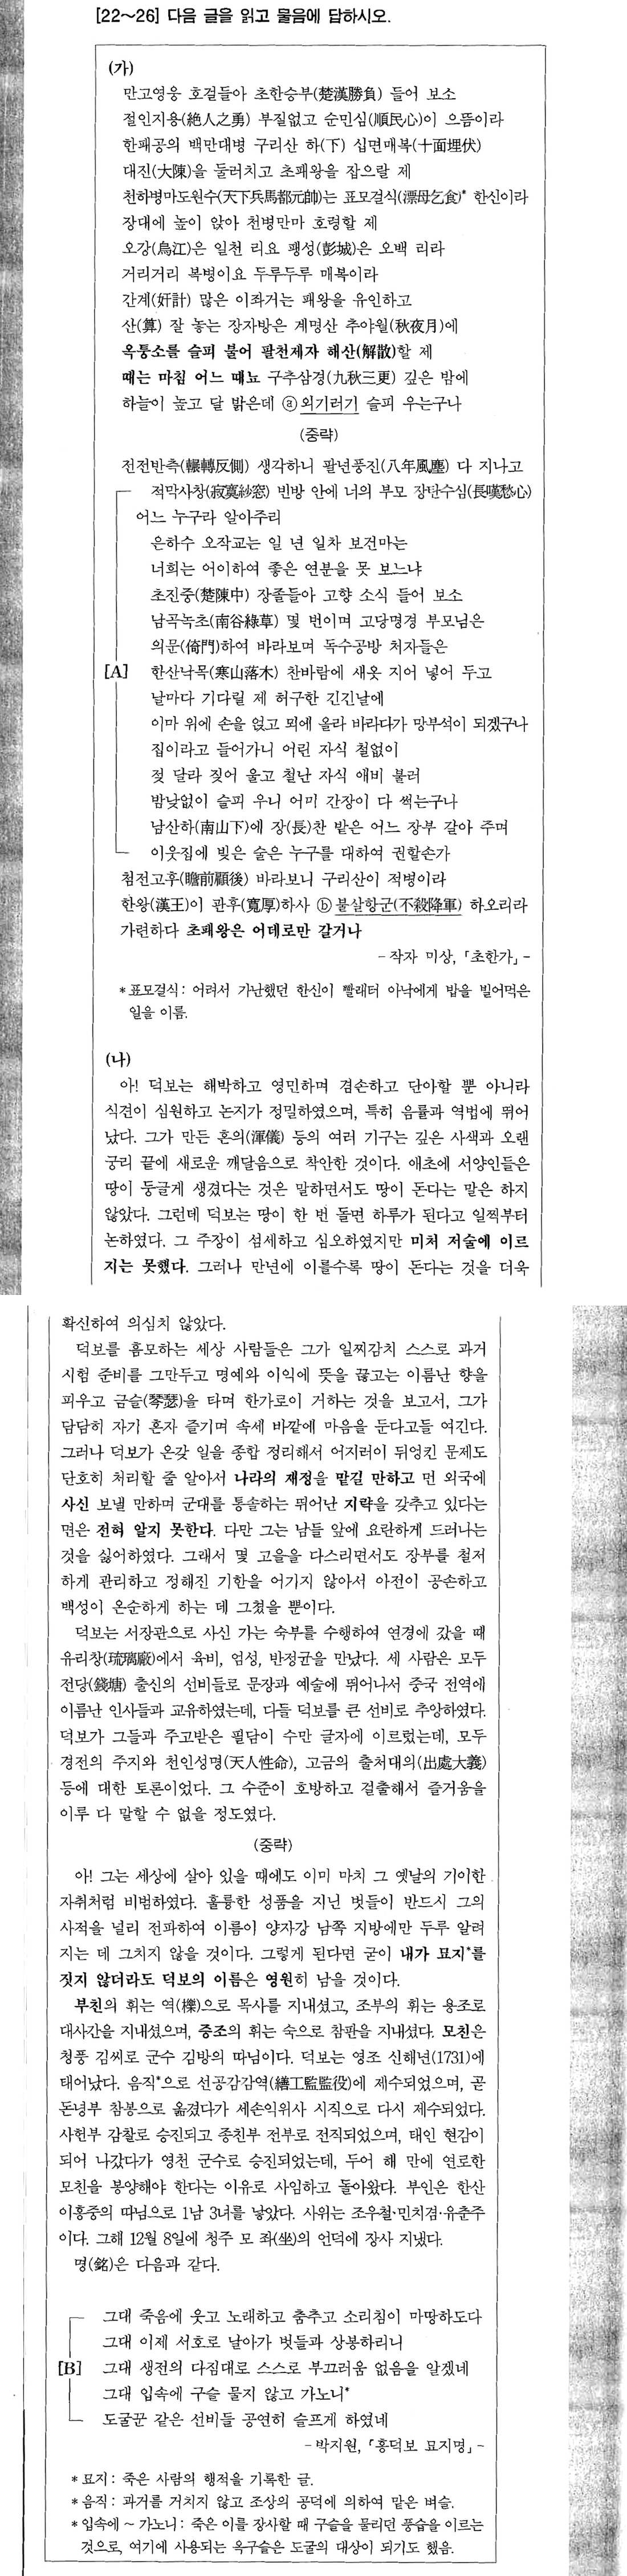 [22～26] 다음 글을 읽고 물음에 답하시오.
(가)
만고영웅 호걸들아 초한승부(楚漢勝負) 들어 보소
절인지용(絶人之勇) 부질없고 순민심(順民心)이 으뜸이라
한패공의 백만대병 구리산 하(下) 십면매복(十面埋伏)
대진(大陳)을 둘러치고 초패왕을 잡으랄 제
천하병마도원수(天下兵馬都元帥)는 표모걸식(漂母乞食)* 한신이라
장대에 높이 앉아 천병만마 호령할 제
오강(烏江)은 일천 리요 팽성(彭城)은 오백 리라
거리거리 복병이요 두루두루 매복이라
간계(奸計) 많은 이좌거는 패왕을 유인하고
산(算) 잘 놓는 장자방은 계명산 추야월(秋夜月)에
옥퉁소를 슬피 불어 팔천제자 해산(解散)할 제
때는 마침 어느 때뇨 구추삼경(九秋三更) 깊은 밤에
하늘이 높고 달 밝은데 ⓐ외기러기 슬피 우는구나
(중략)
전전반측(輾轉反側) 생각하니 팔년풍진(八年風塵) 다 지나고
적막사창(寂寞紗窓) 빈방 안에 너의 부모 장탄수심(長嘆愁心)
어느 누구라 알아주리
은하수 오작교는 일 년 일차 보건마는
너희는 어이하여 좋은 연분을 못 보느냐
초진중(楚陳中) 장졸들아 고향 소식 들어 보소
남곡녹초(南谷綠草) 몇 번이며 고당명경 부모님은
의문(倚門)하여 바라보며 독수공방 처자들은
[A] 한산낙목(寒山落木) 찬바람에 새옷 지어 넣어 두고
날마다 기다릴 제 허구한 긴긴날에
이마 위에 손을 얹고 뫼에 올라 바라다가 망부석이 되겠구나
집이라고 들어가니 어린 자식 철없이
젖 달라 짖어 울고 철난 자식 애비 불러
밤낮없이 슬피 우니 어미 간장이 다 썩는구나
남산하(南山下)에 장(長)찬 밭은 어느 장부 갈아 주며
이웃집에 빚은 술은 누구를 대하여 권할손가
첨전고후(瞻前顧後) 바라보니 구리산이 적병이라
한왕(漢王)이 관후(寬厚)하사 ⓑ불살항군(不殺降軍) 하오리라
가련하다 초패왕은 어데로만 갈거나
- 작자 미상, 「초한가」 -
* 표모걸식 : 어려서 가난했던 한신이 빨래터 아낙에게 밥을 빌어먹은
일을 이름.
(나)
아! 덕보는 해박하고 영민하며 겸손하고 단아할 뿐 아니라
식견이 심원하고 논지가 정밀하였으며, 특히 음률과 역법에 뛰어
났다. 그가 만든 혼의(渾儀) 등의 여러 기구는 깊은 사색과 오랜
궁리 끝에 새로운 깨달음으로 착안한 것이다. 애초에 서양인들은
땅이 둥글게 생겼다는 것은 말하면서도 땅이 돈다는 말은 하지
않았다. 그런데 덕보는 땅이 한 번 돌면 하루가 된다고 일찍부터
논하였다. 그 주장이 섬세하고 심오하였지만 미처 저술에 이르
지는 못했다. 그러나 만년에 이를수록 땅이 돈다는 것을 더욱
확신하여 의심치 않았다.
덕보를 흠모하는 세상 사람들은 그가 일찌감치 스스로 과거
시험 준비를 그만두고 명예와 이익에 뜻을 끊고는 이름난 향을
피우고 금슬(琴瑟)을 타며 한가로이 거하는 것을 보고서, 그가
담담히 자기 혼자 즐기며 속세 바깥에 마음을 둔다고들 여긴다.
그러나 덕보가 온갖 일을 종합 정리해서 어지러이 뒤엉킨 문제도
단호히 처리할 줄 알아서 나라의 재정을 맡길 만하고 먼 외국에
사신 보낼 만하며 군대를 통솔하는 뛰어난 지략을 갖추고 있다는
면은 전혀 알지 못한다. 다만 그는 남들 앞에 요란하게 드러나는
것을 싫어하였다. 그래서 몇 고을을 다스리면서도 장부를 철저
하게 관리하고 정해진 기한을 어기지 않아서 아전이 공손하고
백성이 온순하게 하는 데 그쳤을 뿐이다.
덕보는 서장관으로 사신 가는 숙부를 수행하여 연경에 갔을 때
유리창(琉璃廠)에서 육비, 엄성, 반정균을 만났다. 세 사람은 모두
전당(錢塘) 출신의 선비들로 문장과 예술에 뛰어나서 중국 전역에
이름난 인사들과 교유하였는데, 다들 덕보를 큰 선비로 추앙하였다.
덕보가 그들과 주고받은 필담이 수만 글자에 이르렀는데, 모두
경전의 주지와 천인성명(天人性命), 고금의 출처대의(出處大義)
등에 대한 토론이었다. 그 수준이 호방하고 걸출해서 즐거움을
이루 다 말할 수 없을 정도였다.
(중략)
아! 그는 세상에 살아 있을 때에도 이미 마치 그 옛날의 기이한
자취처럼 비범하였다. 훌륭한 성품을 지닌 벗들이 반드시 그의
사적을 널리 전파하여 이름이 양자강 남쪽 지방에만 두루 알려
지는 데 그치지 않을 것이다. 그렇게 된다면 굳이 내가 묘지*를
짓지 않더라도 덕보의 이름은 영원히 남을 것이다.
부친의 휘는 역(櫟)으로 목사를 지내셨고, 조부의 휘는 용조로
대사간을 지내셨으며, 증조의 휘는 숙으로 참판을 지내셨다. 모친은
청풍 김씨로 군수 김방의 따님이다. 덕보는 영조 신해년(1731)에
태어났다. 음직*으로 선공감감역(繕工監監役)에 제수되었으며, 곧
돈녕부 참봉으로 옮겼다가 세손익위사 시직으로 다시 제수되었다.
사헌부 감찰로 승진되고 종친부 전부로 전직되었으며, 태인 현감이
되어 나갔다가 영천 군수로 승진되었는데, 두어 해 만에 연로한
모친을 봉양해야 한다는 이유로 사임하고 돌아왔다. 부인은 한산
이홍중의 따님으로 1남 3녀를 낳았다. 사위는 조우철·민치겸·유춘주
이다. 그해 12월 8일에 청주 모 좌(坐)의 언덕에 장사 지냈다.
명(銘)은 다음과 같다.
그대 죽음에 웃고 노래하고 춤추고 소리침이 마땅하도다
그대 이제 서호로 날아가 벗들과 상봉하리니
[B] 그대 생전의 다짐대로 스스로 부끄러움 없음을 알겠네
그대 입속에 구슬 물지 않고 가노니*
도굴꾼 같은 선비들 공연히 슬프게 하였네
- 박지원, 「홍덕보 묘지명」 -
* 묘지 : 죽은 사람의 행적을 기록한 글.
* 음직 : 과거를 거치지 않고 조상의 공덕에 의하여 맡은 벼슬.
* 입속에 ~ 가노니 : 죽은 이를 장사할 때 구슬을 물리던 풍습을 이르는
것으로, 여기에 사용되는 옥구슬은 도굴의 대상이 되기도 했음.